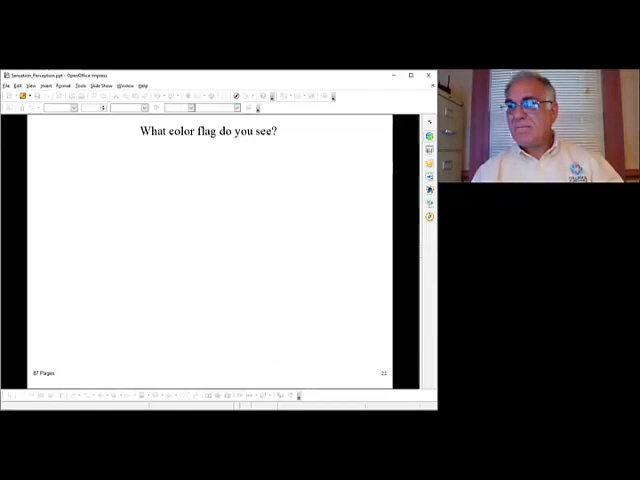 Sensation_Perception.ppt - OpenOffice Impress
File Edit View Insert Format Tools Slide Show Window Help
What color flag do you see?
87 Pages
22